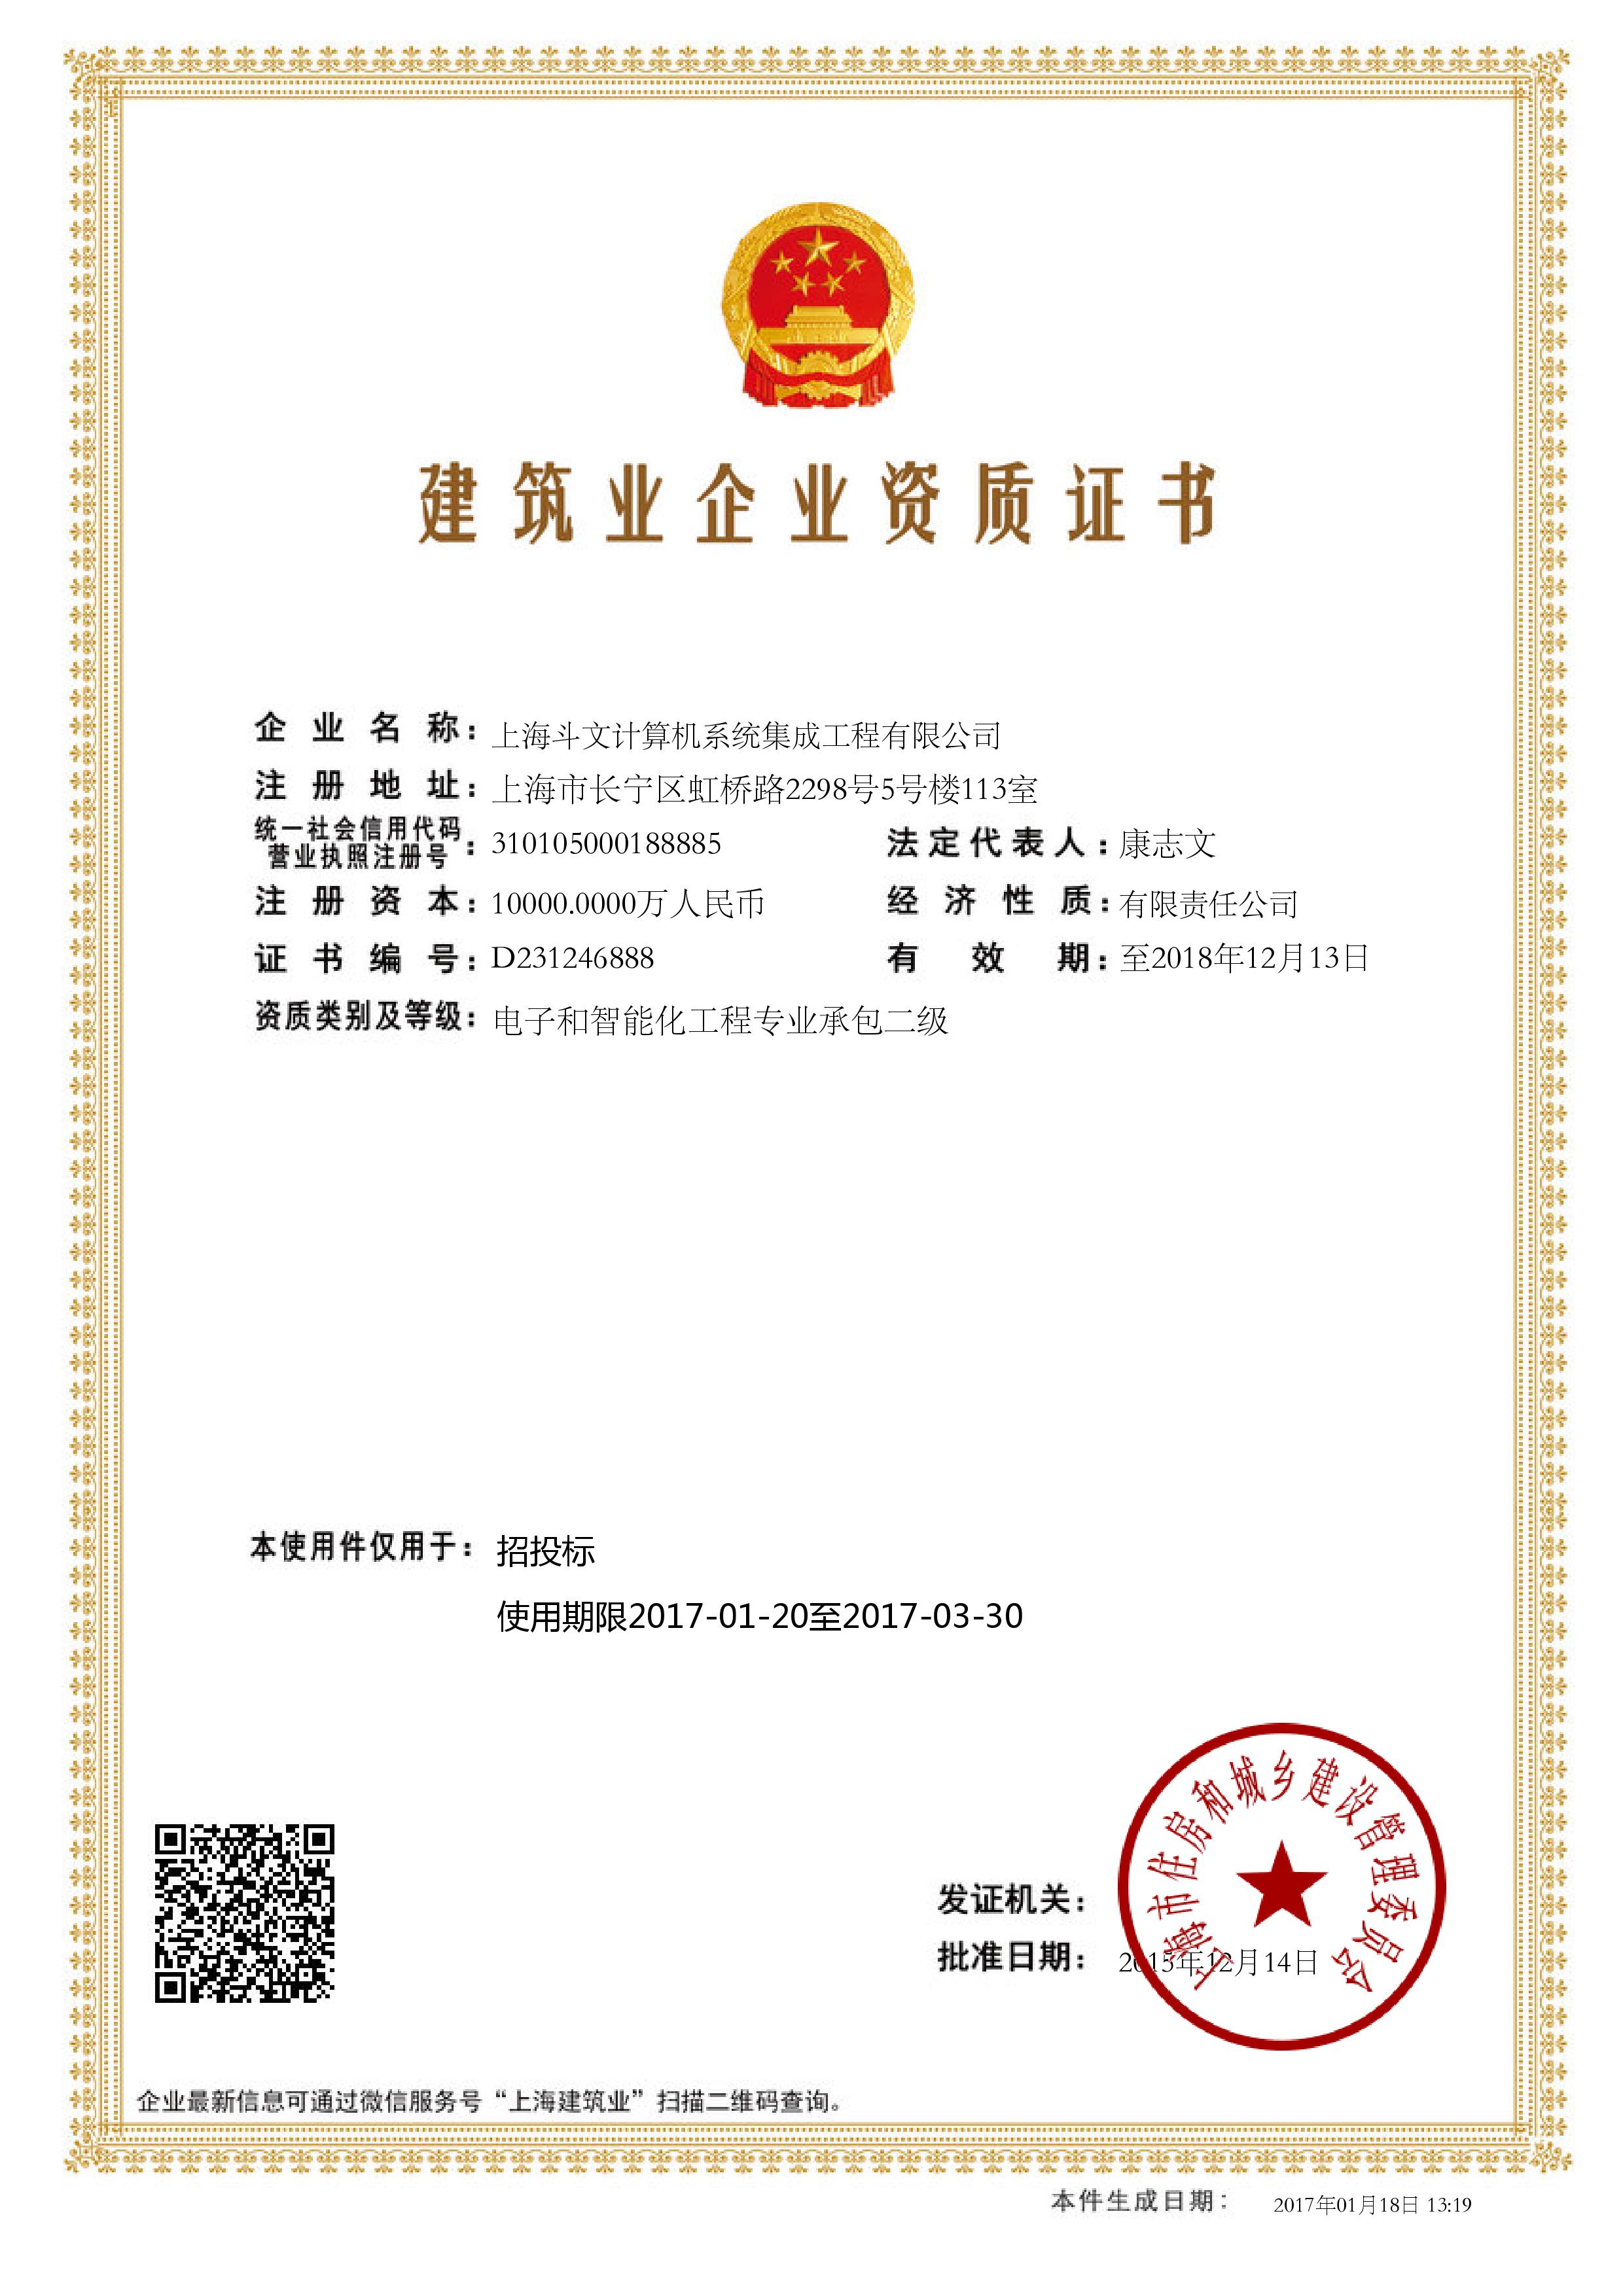 建筑业企业资质证书
企业名称：上海斗文计算机系统集成工程有限公司
注册地址：上海市长宁区虹桥路2298号5号楼113室
统一社会信用代码
营业执照注册号：310105000188885 法定代表人：康志文
注册资本：10000.0000万人民币 经济性质：有限责任公司
证书编号：D231246888 有效期：至2018年12月13日
资质类别及等级：电子和智能化工程专业承包二级
本使用件仅用于：招投标
使用期限2017-01-20至2017-03-30
上海市住房和城乡建设管理委员会
发证机关：
批准日期：2015年12月14日
企业最新信息可通过微信服务号“上海建筑业”扫描二维码查询。
本件生成日期：2017年01月18日 13:19